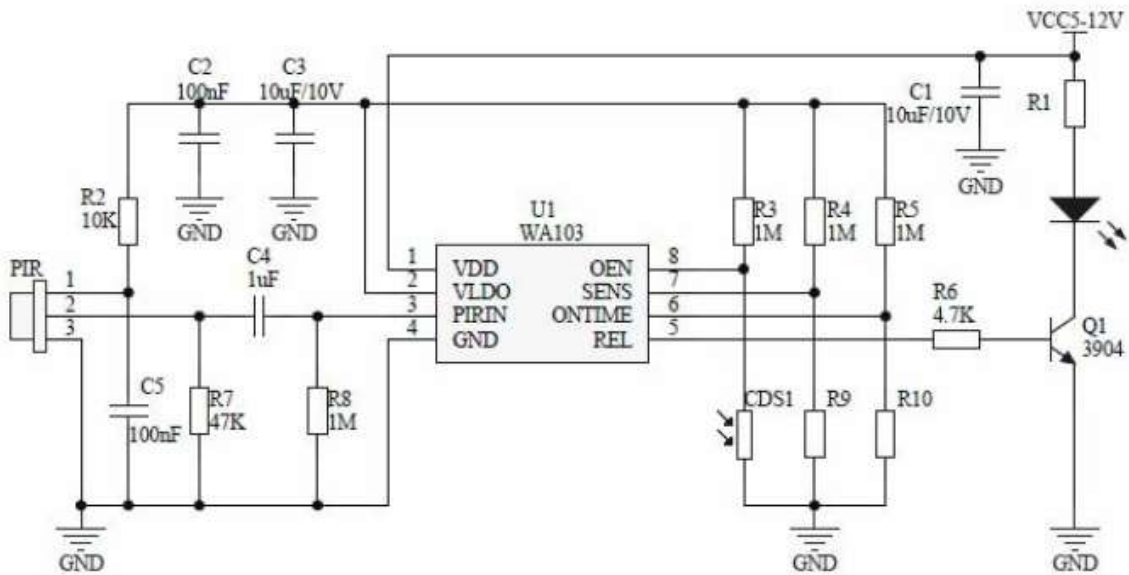 VCC5-12V
C2
100nF
C3
10uF/10V
C1
10uF/10V
R1
GND
R2
10K
GND
GND
U1
WA103
R3
1M
R4
1M
R5
1M
PIR
1
2
3
C4
1uF
1
2
3
4
VDD
VLDO
PIRIN
GND
OEN
SENS
ONTIME
REL
8
7
6
5
R6
4.7K
Q1
3904
C5
100nF
R7
47K
R8
1M
CDS1
R9
R10
GND
GND
GND